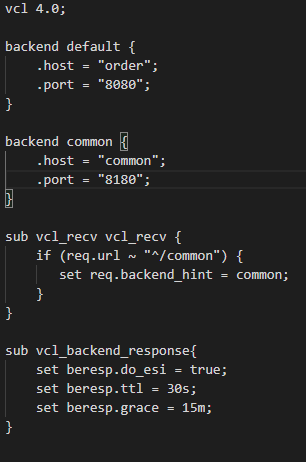 vcl 4.0;
backend default {
.host = "order";
.port = "8080";
}
backend common {
.host = "common";
.port = "8180";
}
sub vcl_recv vcl_recv {
if (req.url ~ "^/common") {
set req.backend_hint = common;
}
}
sub vcl_backend_response{
set beresp.do_esi = true;
set beresp.ttl = 30s;
set beresp.grace = 15m;
}